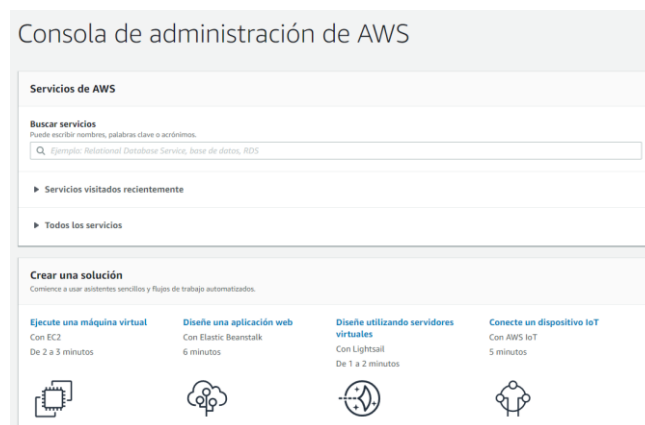 Consola de administración de AWS
Servicios de AWS
Buscar servicios
Puede escribir nombres, palabras clave o acrónimos.
Ejemplo: Relational Database Service, base de datos, RDS
Servicios visitados recientemente
Todos los servicios
Crear una solución
Comience a usar asistentes sencillos y flujos de trabajo automatizados.
Ejecute una máquina virtual
Con EC2
De 2 a 3 minutos
Diseñe una aplicación web
Con Elastic Beanstalk
6 minutos
Diseñe utilizando servidores
virtuales
Con Lightsail
De 1 a 2 minutos
Conecte un dispositivo IoT
Con AWS IoT
5 minutos